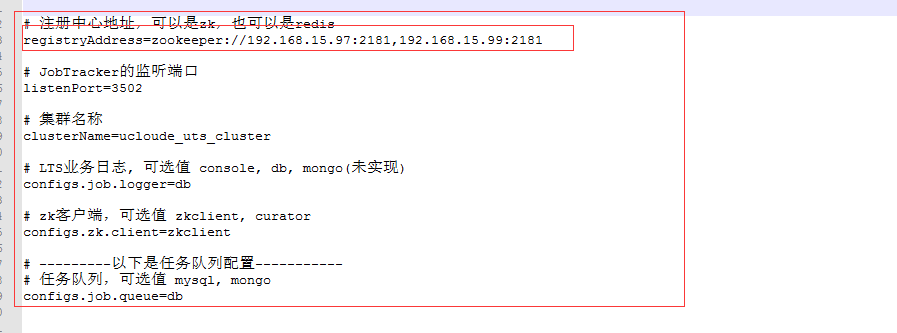 # 注册中心地址，可以是zk，也可以是redis
registryAddress=zookeeper://192.168.15.97:2181,192.168.15.99:2181
# JobTracker的监听端口
listenPort=3502
# 集群名称
clusterName=ucloude_uts_cluster
# LTS业务日志, 可选值 console, db, mongo(未实现)
configs.job.logger=db
# zk客户端，可选值 zkclient, curator
configs.zk.client=zkclient
# ---------以下是任务队列配置-----------
# 任务队列，可选值 mysql, mongo
configs.job.queue=db